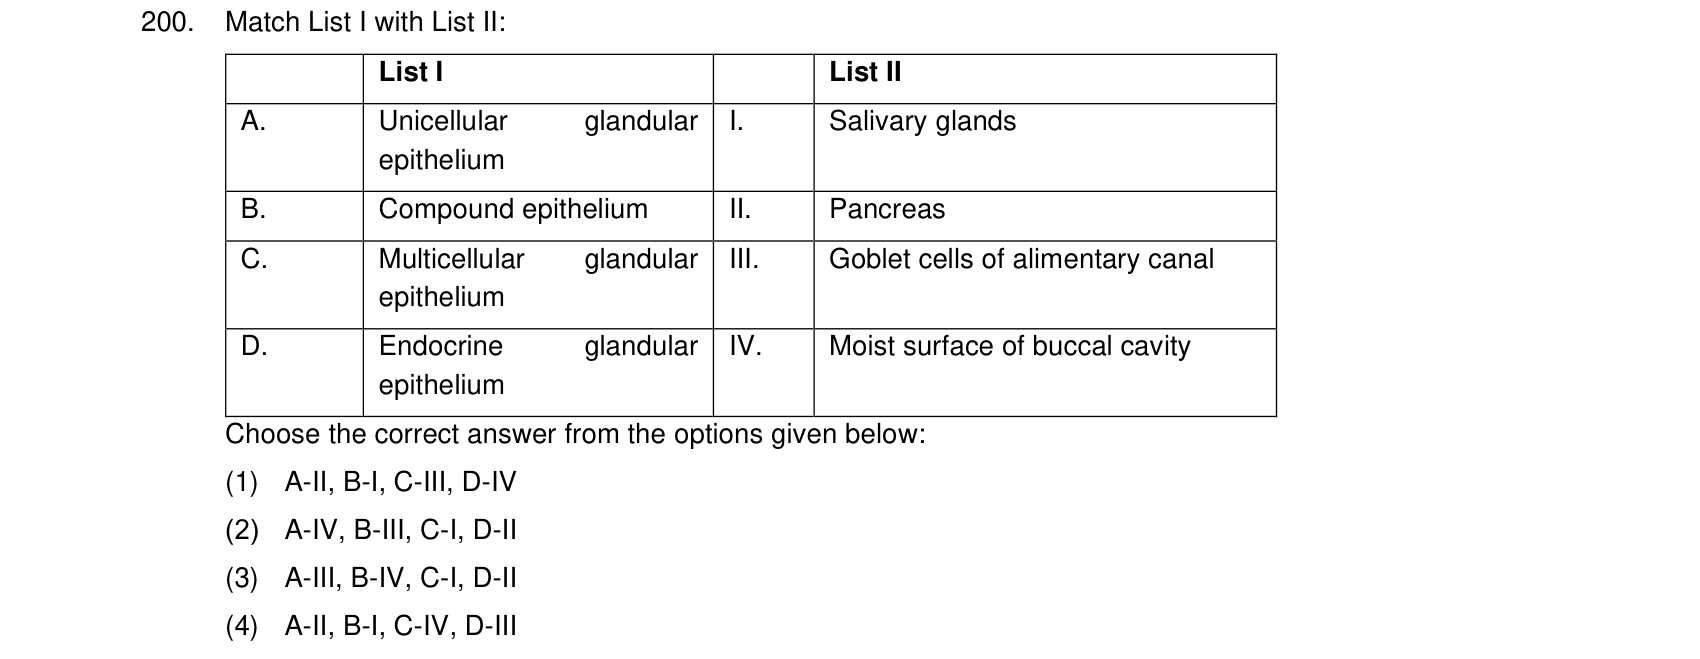 200. Match List I with List II:
List I List II
A. Unicellular glandular I. Salivary glands
epithelium
B. Compound epithelium II. Pancreas
C. Multicellular glandular III. Goblet cells of alimentary canal
epithelium
D. Endocrine glandular IV. Moist surface of buccal cavity
epithelium
Choose the correct answer from the options given below:
(1) A-II, B-I, C-III, D-IV
(2) A-IV, B-III, C-I, D-II
(3) A-III, B-IV, C-I, D-II
(4) A-II, B-I, C-IV, D-III